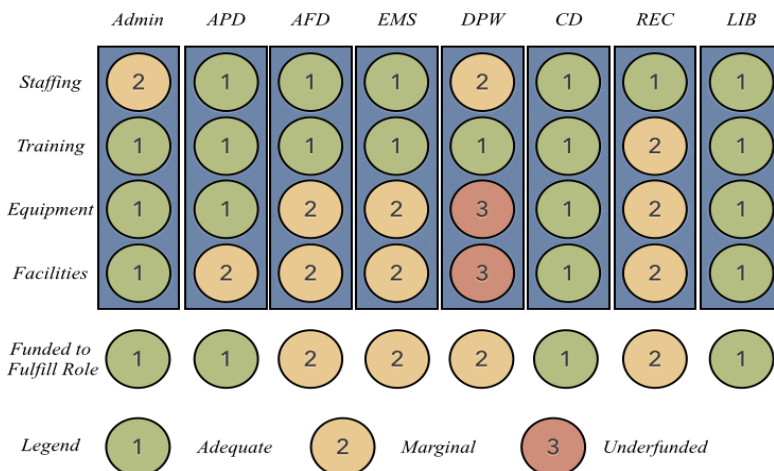 Admin APD AFD EMS DPW CD REC LIB
Staffing 2 1 1 1 2 1 1 1
Training 1 1 1 1 1 1 2 1
Equipment 1 1 2 2 3 1 2 1
Facilities 1 2 2 2 3 1 2 1
Funded to
Fulfill Role 1 1 2 2 2 1 2 1
Legend 1 Adequate 2 Marginal 3 Underfunded